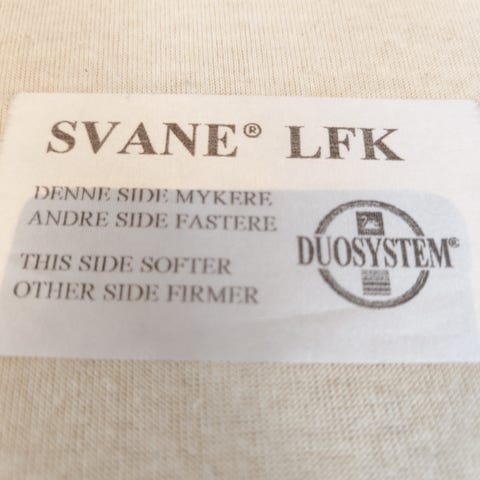 SVANE® LFK
DENNE SIDE MYKERE
ANDRE SIDE FASTERE
THIS SIDE SOFTER
OTHER SIDE FIRMER
DUOSYSTEM®